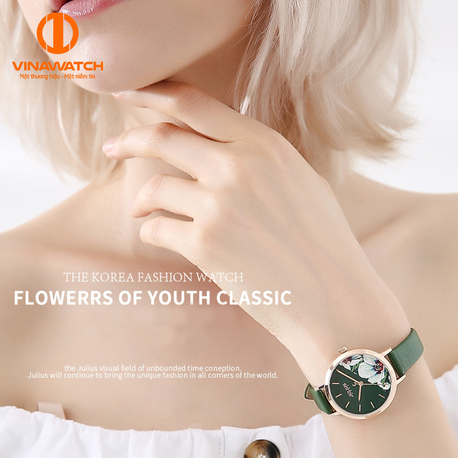 VINAWATCH
Một thương hiệu - Một niềm tin
THE KOREA FASHION WATCH
FLOWERRS OF YOUTH CLASSIC
the Julius visual field of unbounded time coneption.
Julius will continue to bring the unique fashion in all corners of the world.